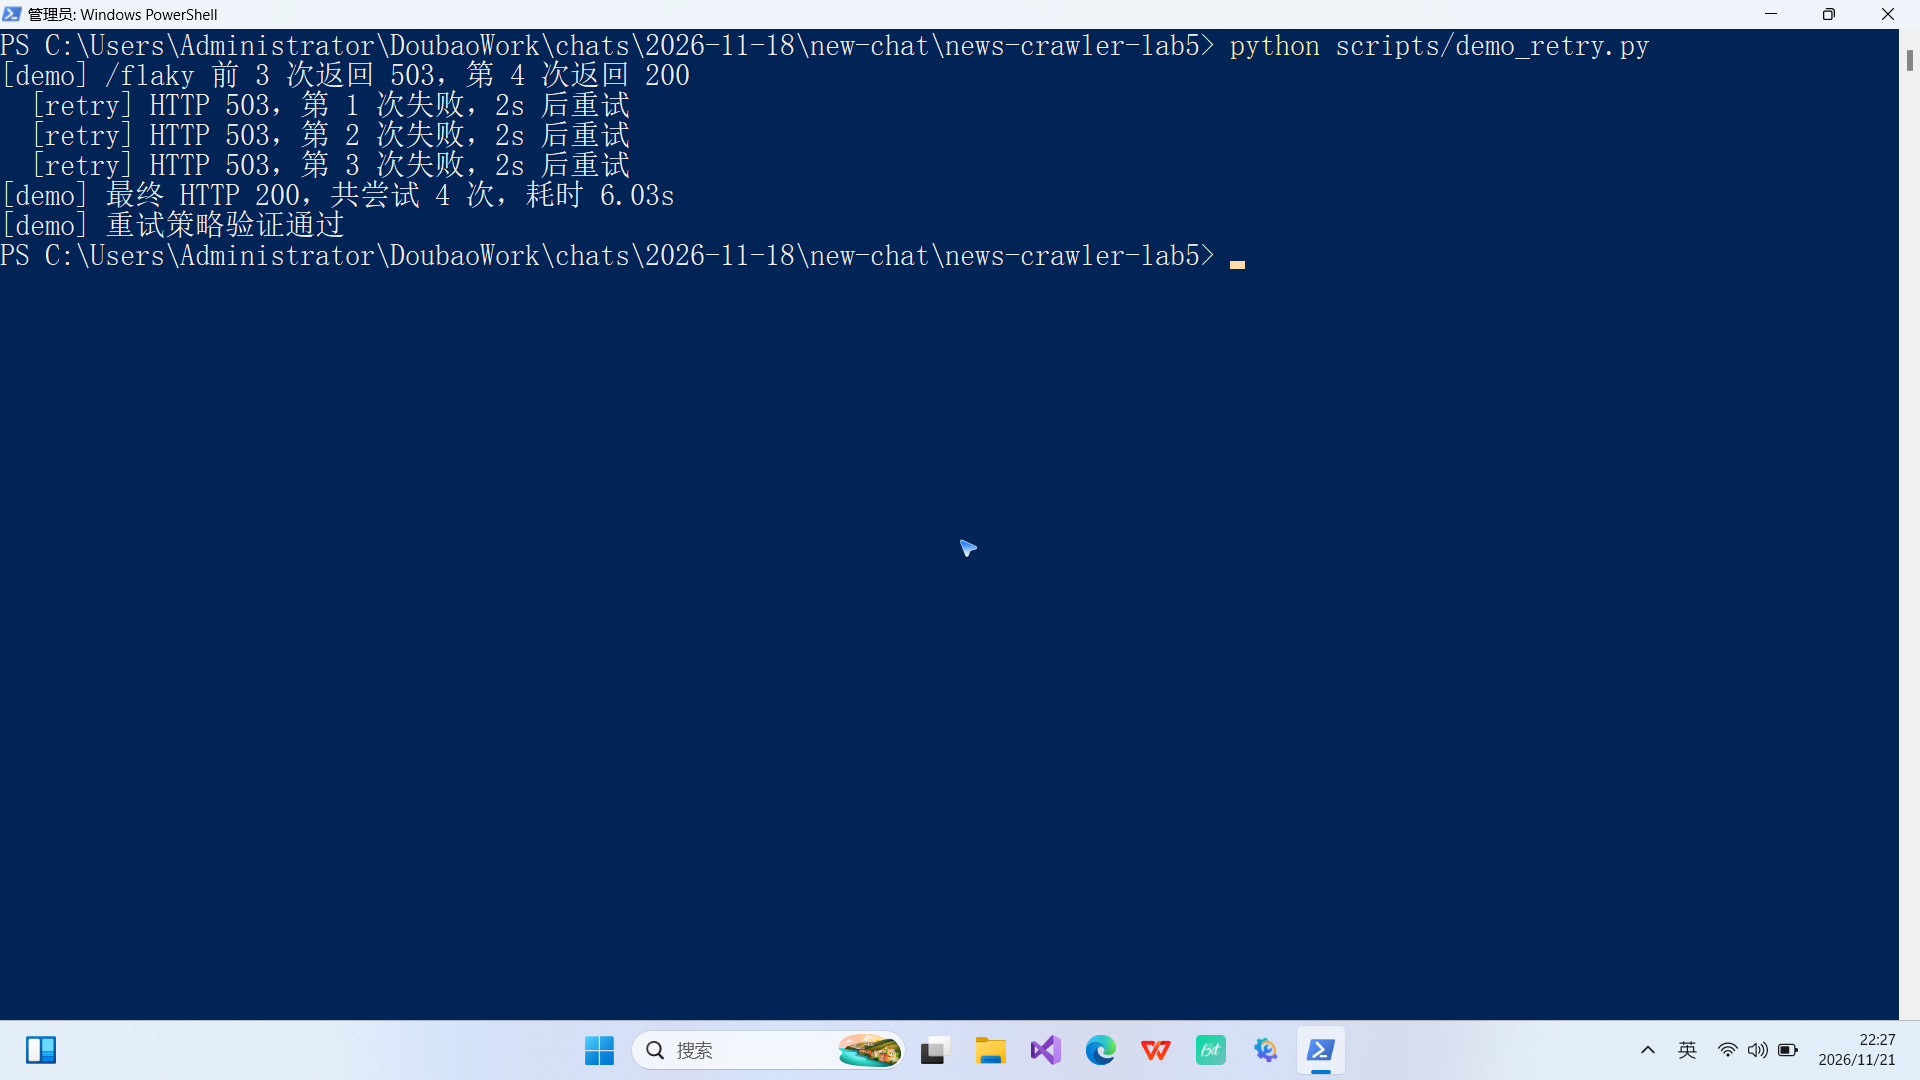 管理员: Windows PowerShell
PS C:\Users\Administrator\DoubaoWork\chats\2026-11-18\new-chat\news-crawler-lab5> python scripts/demo_retry.py
[demo] /flaky 前 3 次返回 503，第 4 次返回 200
[retry] HTTP 503，第 1 次失败，2s 后重试
[retry] HTTP 503，第 2 次失败，2s 后重试
[retry] HTTP 503，第 3 次失败，2s 后重试
[demo] 最终 HTTP 200，共尝试 4 次，耗时 6.03s
[demo] 重试策略验证通过
PS C:\Users\Administrator\DoubaoWork\chats\2026-11-18\new-chat\news-crawler-lab5>
搜索
Bit
英
22:27
2026/11/21